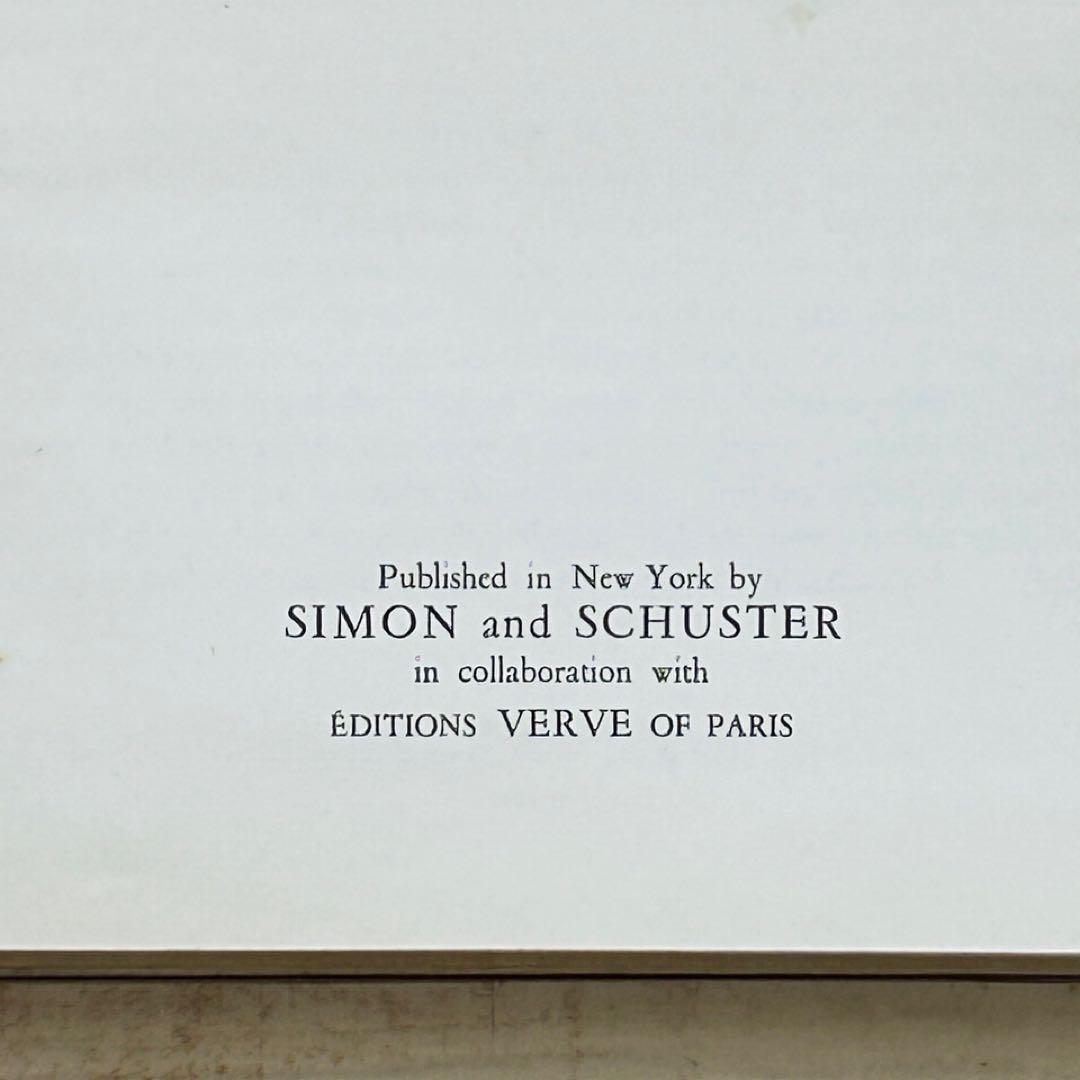 Published in New York by
SIMON and SCHUSTER
in collaboration with
ÉDITIONS VERVE OF PARIS